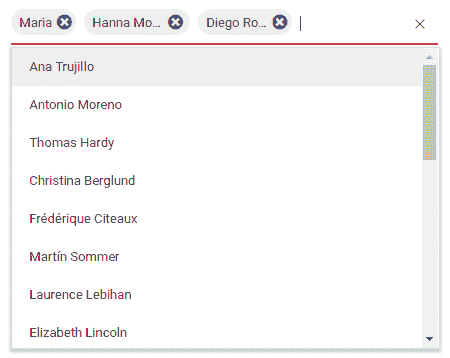 Maria Hanna Mo... Diego Ro...
Ana Trujillo
Antonio Moreno
Thomas Hardy
Christina Berglund
Frédérique Citeaux
Martín Sommer
Laurence Lebihan
Elizabeth Lincoln